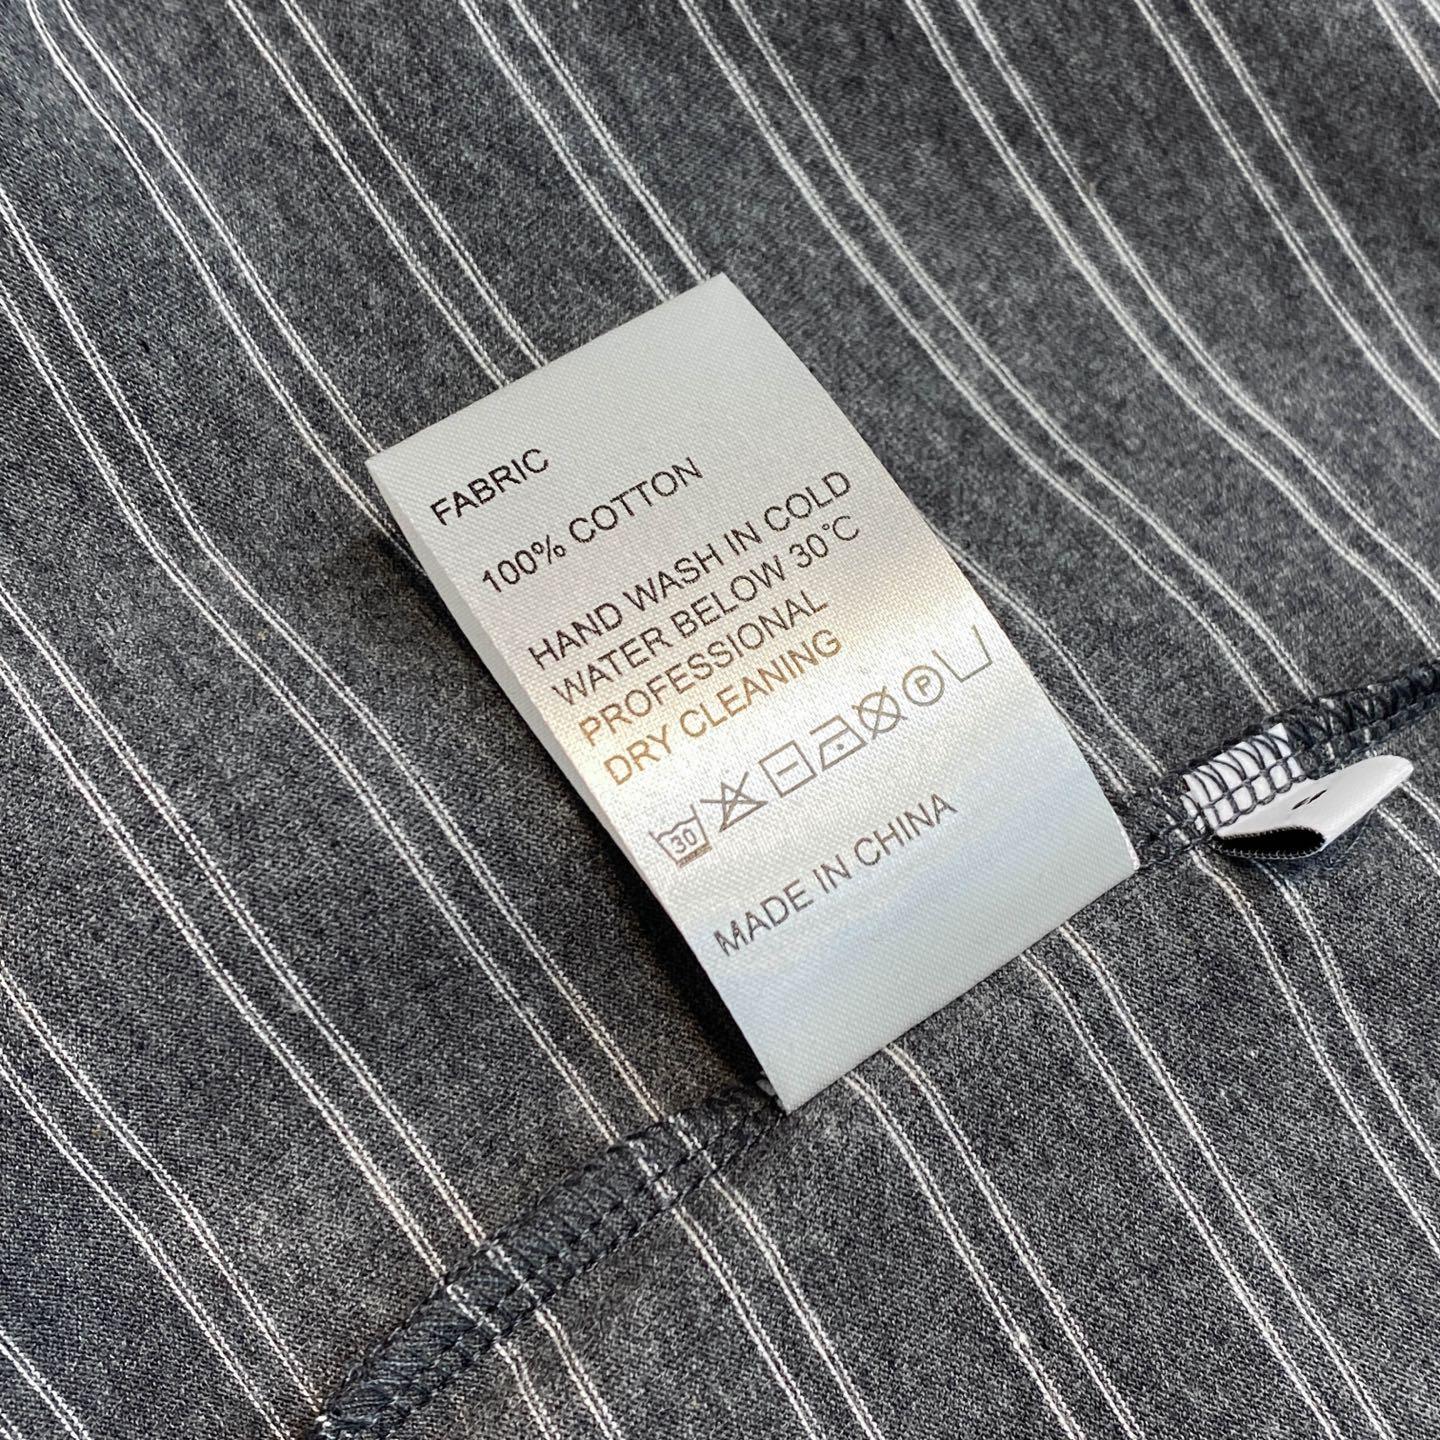 FABRIC
100% COTTON
HAND WASH IN COLD
WATER BELOW 30℃
PROFESSIONAL
DRY CLEANING
30 P
MADE IN CHINA